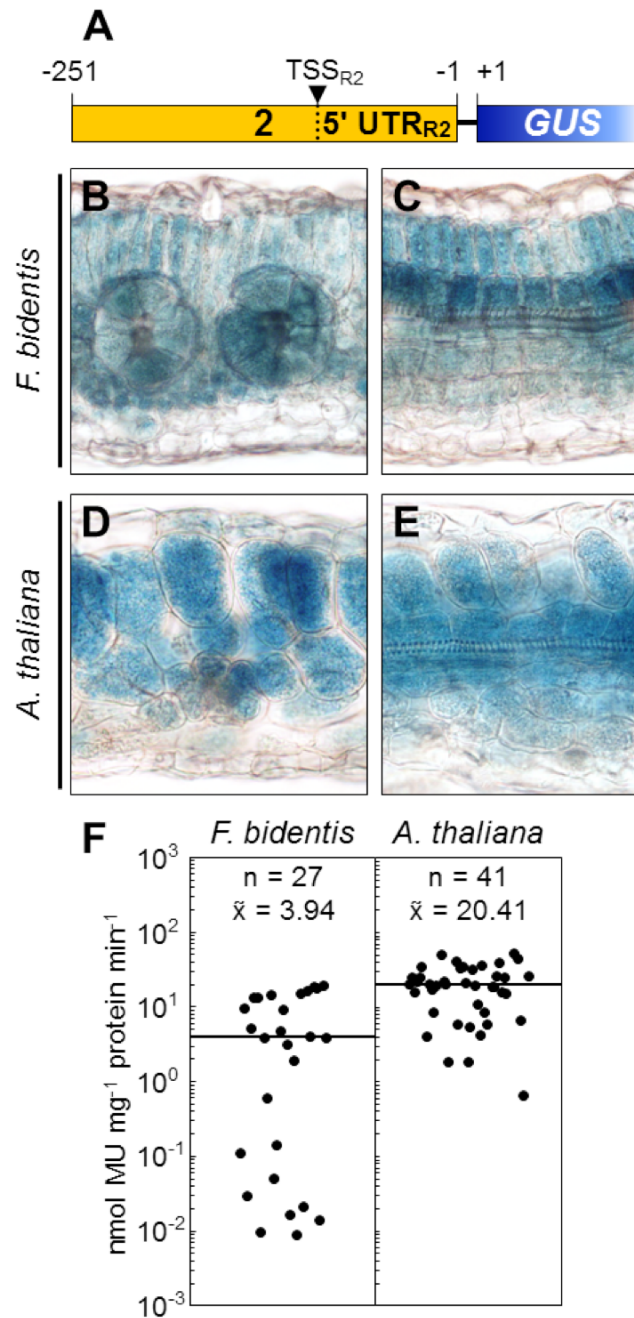 A
-251 TSSR2 -1 +1
2 5' UTRR2 GUS
B C
F. bidentis
D E
A. thaliana
F F. bidentis A. thaliana
n = 27 n = 41
x̃ = 3.94 x̃ = 20.41
nmol MU mg⁻¹ protein min⁻¹
10³
10²
10¹
10⁰
10⁻¹
10⁻²
10⁻³